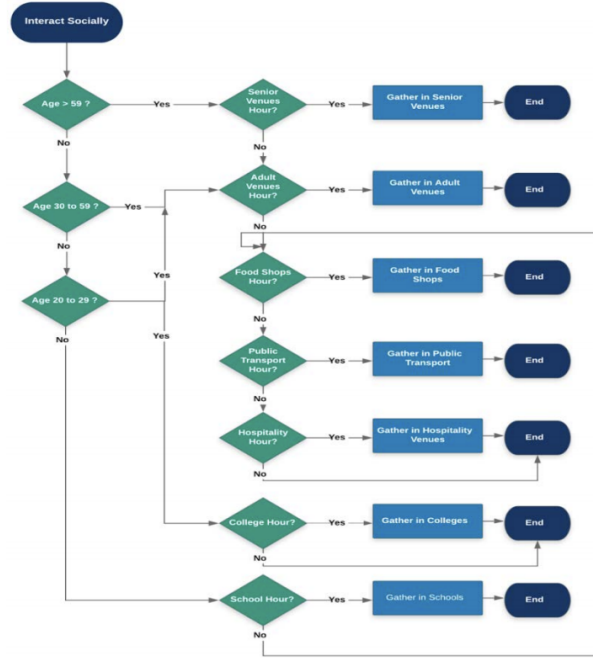 Interact Socially
Age > 59 ?
Yes
Senior
Venues
Hour?
Yes
Gather in Senior
Venues
End
No
No
Age 30 to 59 ?
Yes
Adult
Venues
Hour?
Yes
Gather in Adult
Venues
End
No
No
Food Shops
Hour?
Yes
Gather in Food
Shops
End
Yes
Age 20 to 29 ?
Yes
No
No
Public
Transport
Hour?
Yes
Gather in Public
Transport
End
No
Hospitality
Hour?
Yes
Gather in Hospitality
Venues
End
No
College Hour?
Yes
Gather in Colleges
End
No
School Hour?
Yes
Gather in Schools
End
No